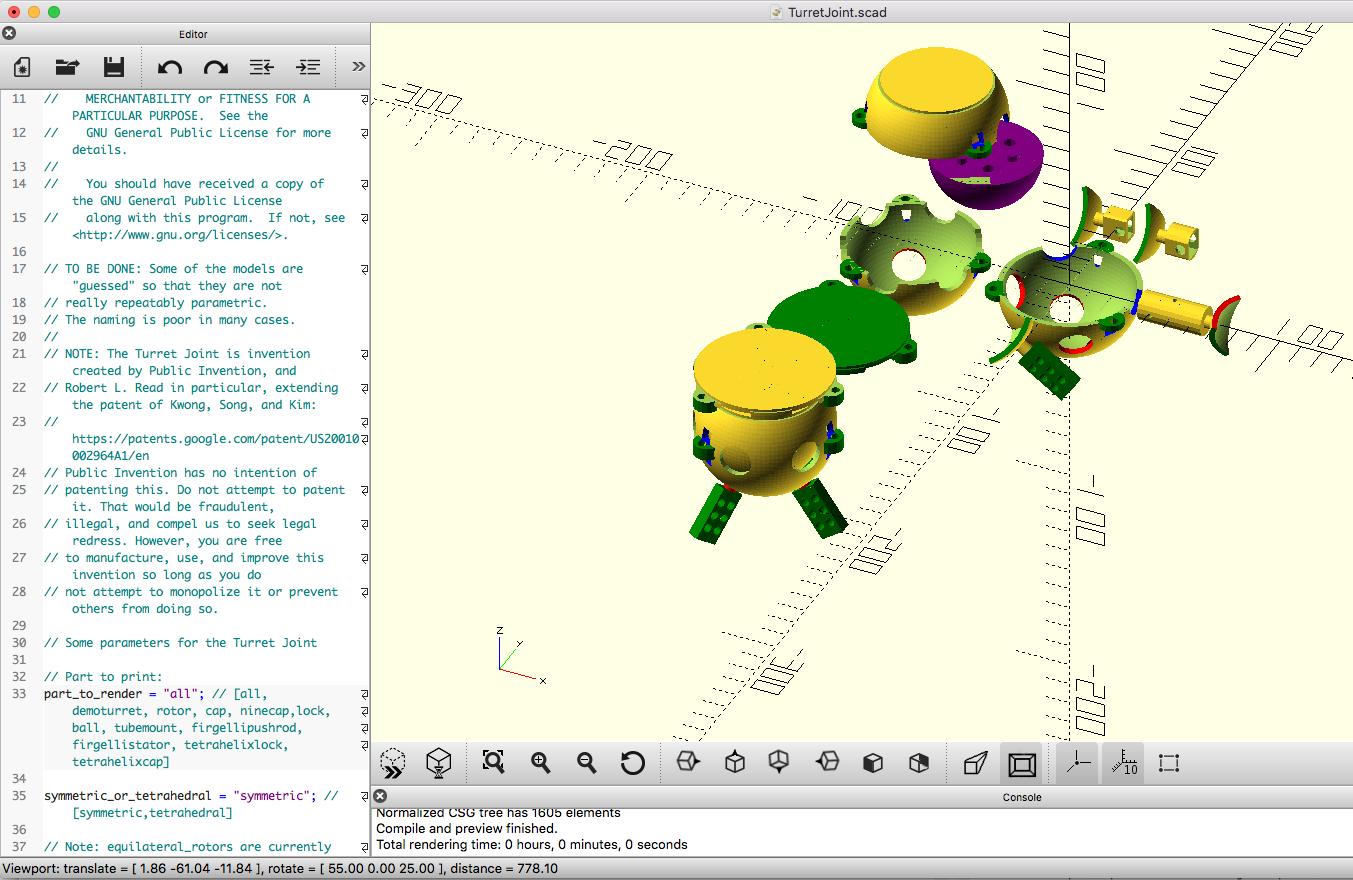 TurretJoint.scad
Editor
11 // MERCHANTABILITY or FITNESS FOR A
PARTICULAR PURPOSE. See the
12 // GNU General Public License for more
details.
13 //
14 // You should have received a copy of
the GNU General Public License
15 // along with this program. If not, see
<http://www.gnu.org/licenses/>.
16
17 // TO BE DONE: Some of the models are
"guessed" so that they are not
18 // really repeatably parametric.
19 // The naming is poor in many cases.
20 //
21 // NOTE: The Turret Joint is invention
created by Public Invention, and
22 // Robert L. Read in particular, extending
the patent of Kwong, Song, and Kim:
23 //
https://patents.google.com/patent/US20010
002964A1/en
24 // Public Invention has no intention of
25 // patenting this. Do not attempt to patent
it. That would be fraudulent,
26 // illegal, and compel us to seek legal
redress. However, you are free
27 // to manufacture, use, and improve this
invention so long as you do
28 // not attempt to monopolize it or prevent
others from doing so.
29
30 // Some parameters for the Turret Joint
31
32 // Part to print:
33 part_to_render = "all"; // [all,
demoturret, rotor, cap, ninecap,lock,
ball, tubemount, firgellipushrod,
firgellistator, tetrahelixlock,
tetrahelixcap]
34
35 symmetric_or_tetrahedral = "symmetric"; //
[symmetric,tetrahedral]
36
37 // Note: equilateral_rotors are currently
Z
Y
X
10
Console
Normalized CSG tree has 1605 elements
Compile and preview finished.
Total rendering time: 0 hours, 0 minutes, 0 seconds
Viewport: translate = [ 1.86 -61.04 -11.84 ], rotate = [ 55.00 0.00 25.00 ], distance = 778.10